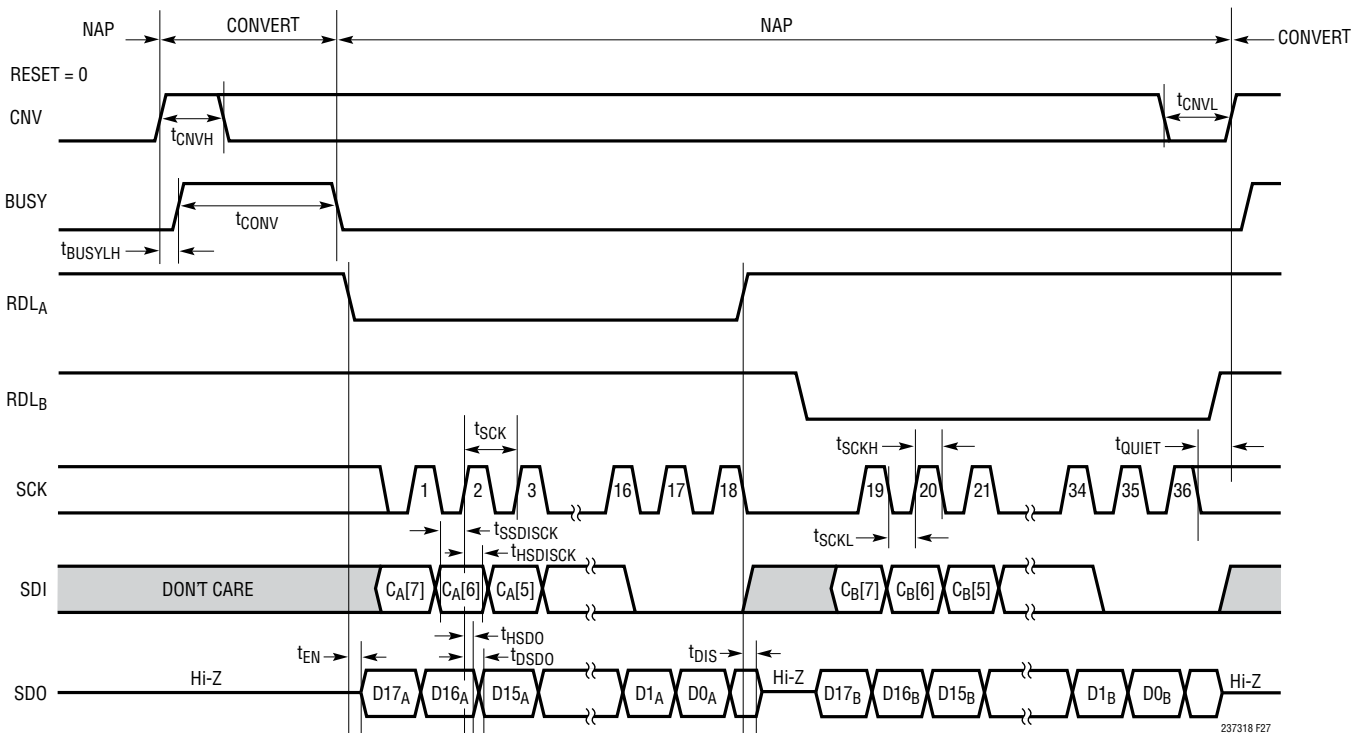 NAP CONVERT NAP CONVERT
RESET = 0
CNV tCNVH tCNVL
BUSY tCONV
tBUSYLH
RDLA
RDLB
tSCK tSCKH tQUIET
SCK 1 2 3 16 17 18 19 20 21 34 35 36
tSSDISCK tSCKL
tHSDISCK
SDI DON'T CARE CA[7] CA[6] CA[5] CB[7] CB[6] CB[5]
tHSDO
tEN tDSDO tDIS
SDO Hi-Z D17A D16A D15A D1A D0A Hi-Z D17B D16B D15B D1B D0B Hi-Z
237318 F27